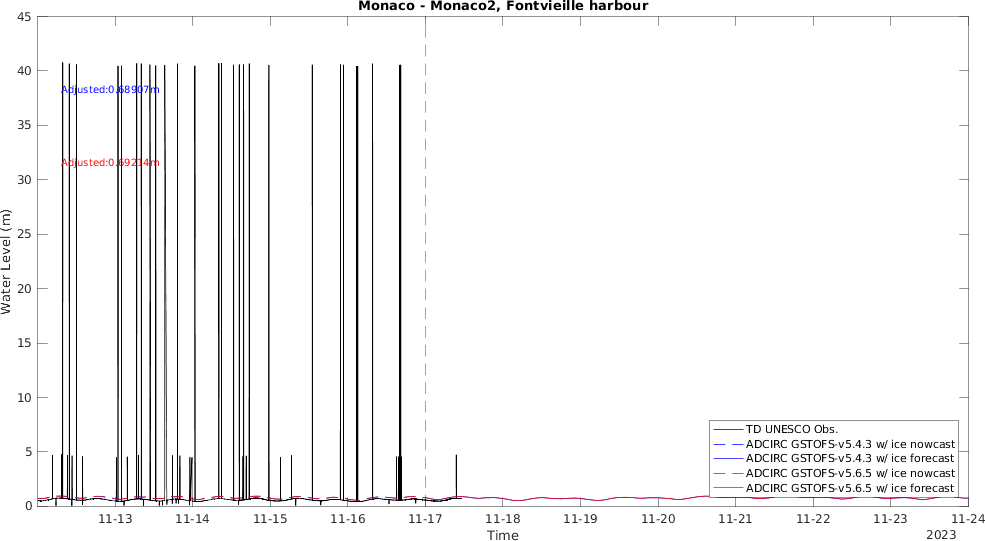 Monaco - Monaco2, Fontvieille harbour
45
40
35
30
25
20
15
10
5
0
Water Level (m)
Adjusted:0.68907m
Adjusted:0.69214m
TD UNESCO Obs.
ADCIRC GSTOFS-v5.4.3 w/ ice nowcast
ADCIRC GSTOFS-v5.4.3 w/ ice forecast
ADCIRC GSTOFS-v5.6.5 w/ ice nowcast
ADCIRC GSTOFS-v5.6.5 w/ ice forecast
11-13 11-14 11-15 11-16 11-17 11-18 11-19 11-20 11-21 11-22 11-23 11-24
Time
2023